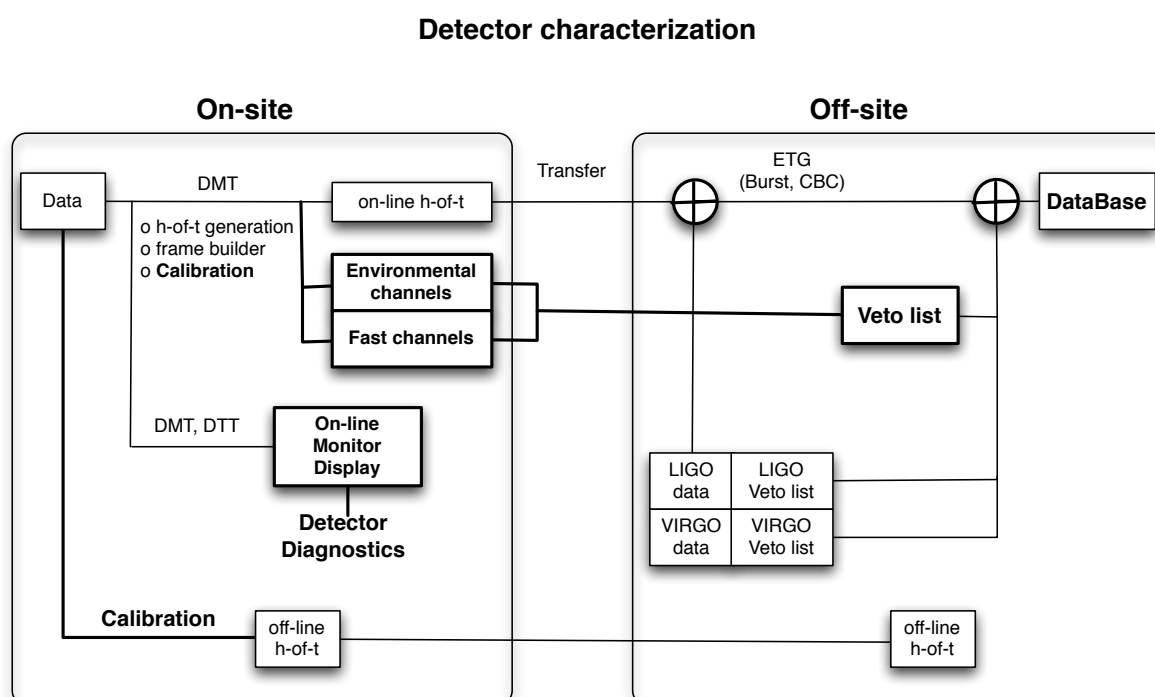 Detector characterization
On-site
Off-site
Data
DMT
on-line h-of-t
Transfer
ETG
(Burst, CBC)
DataBase
o h-of-t generation
o frame builder
o Calibration
Environmental
channels
Fast channels
Veto list
DMT, DTT
On-line
Monitor
Display
Detector
Diagnostics
LIGO
data
LIGO
Veto list
VIRGO
data
VIRGO
Veto list
Calibration
off-line
h-of-t
off-line
h-of-t